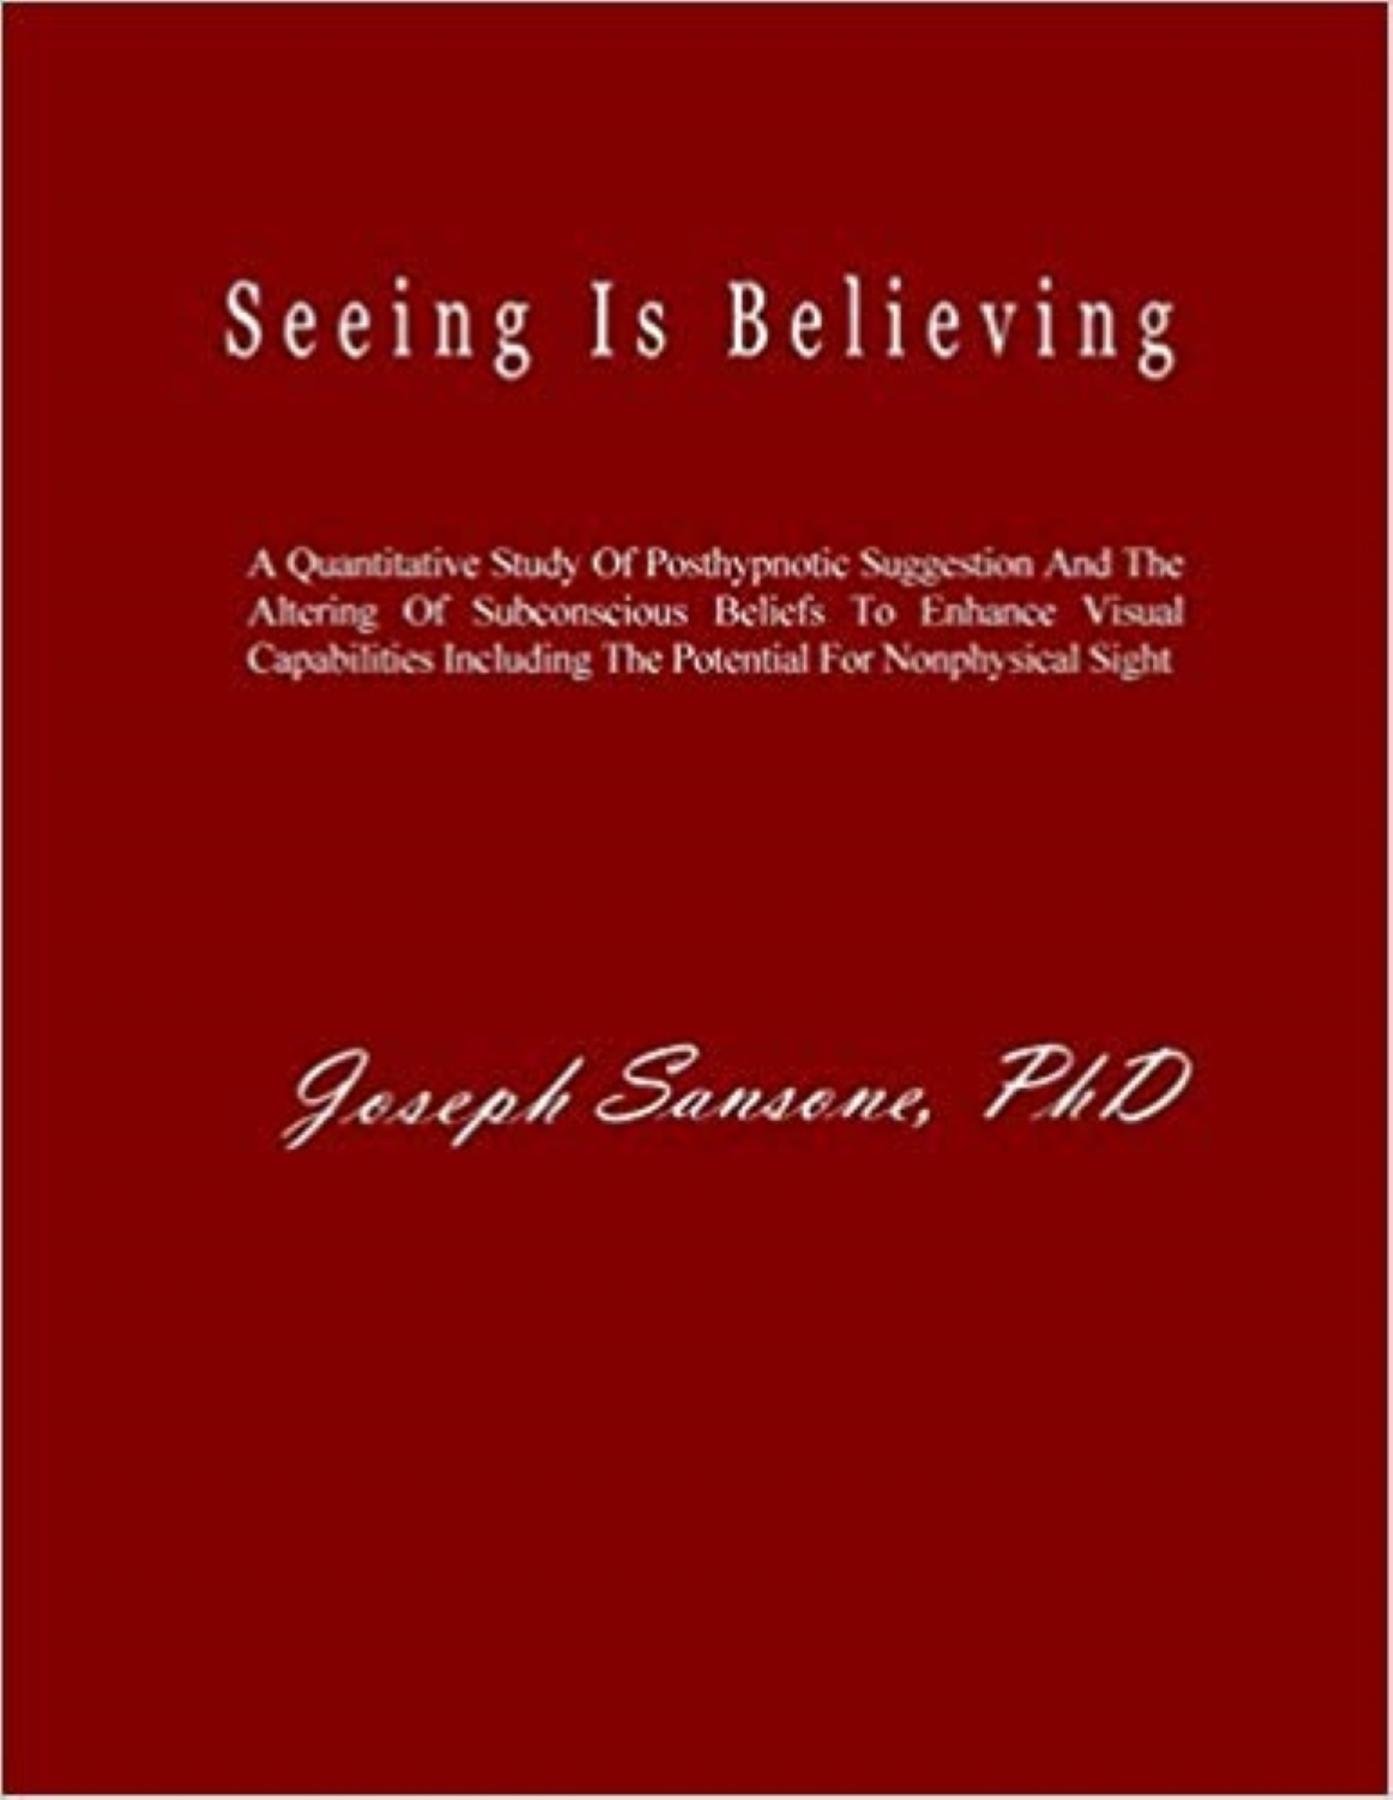 Seeing Is Believing
A Quantitative Study Of Posthypnotic Suggestion And The
Altering Of Subconscious Beliefs To Enhance Visual
Capabilities Including The Potential For Nonphysical Sight
Joseph Sansone, PhD